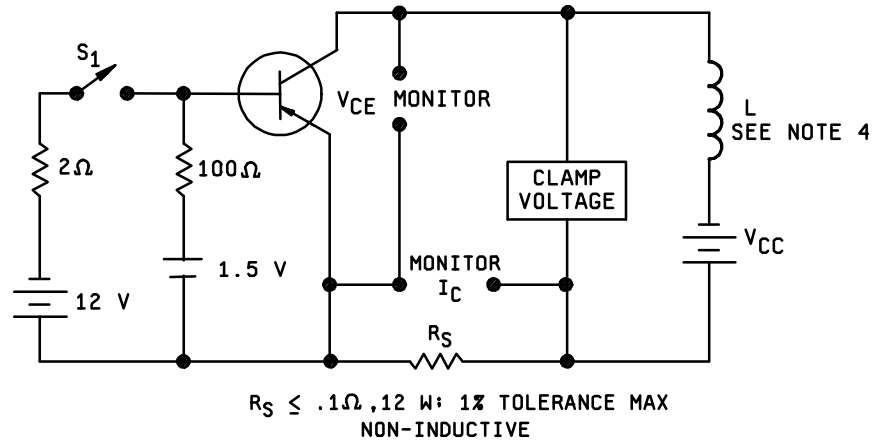 S1
VCE MONITOR
L
SEE NOTE 4
2Ω
100Ω
CLAMP
VOLTAGE
VCC
1.5 V
MONITOR
IC
12 V
RS
RS ≤ .1Ω,12 W; 1% TOLERANCE MAX
NON-INDUCTIVE